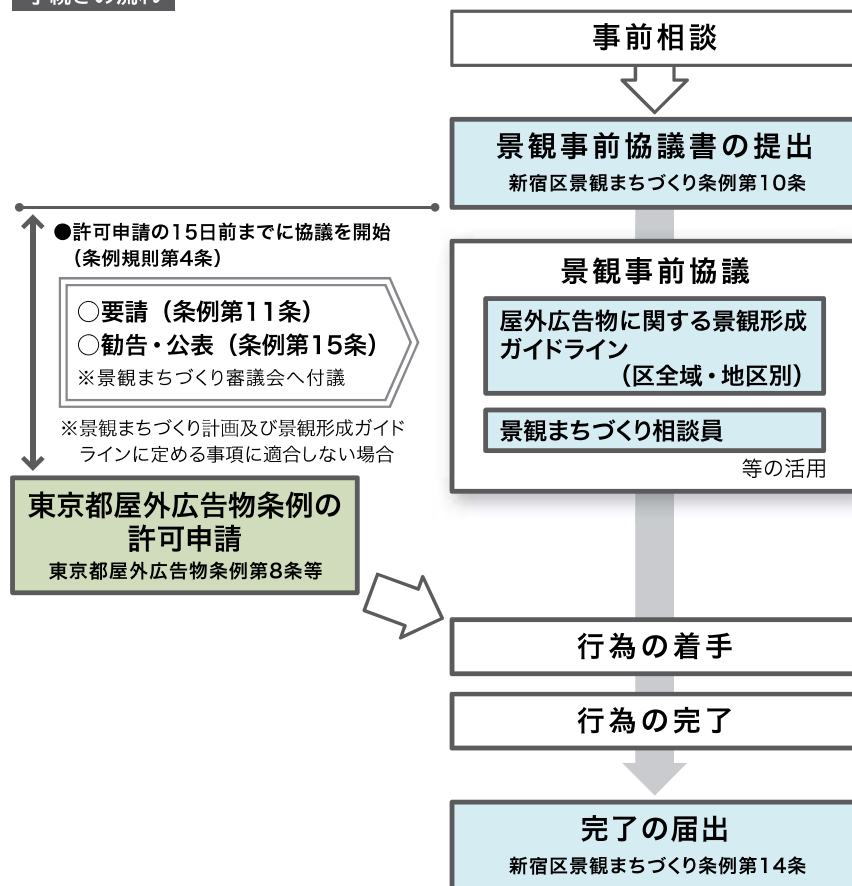 手続きの流れ
事前相談
景観事前協議書の提出
新宿区景観まちづくり条例第10条
●許可申請の15日前までに協議を開始
（条例規則第4条）
○要請（条例第11条）
○勧告・公表（条例第15条）
※景観まちづくり審議会へ付議
※景観まちづくり計画及び景観形成ガイド
ラインに定める事項に適合しない場合
景観事前協議
屋外広告物に関する景観形成
ガイドライン
（区全域・地区別）
景観まちづくり相談員
等の活用
東京都屋外広告物条例の
許可申請
東京都屋外広告物条例第8条等
行為の着手
行為の完了
完了の届出
新宿区景観まちづくり条例第14条